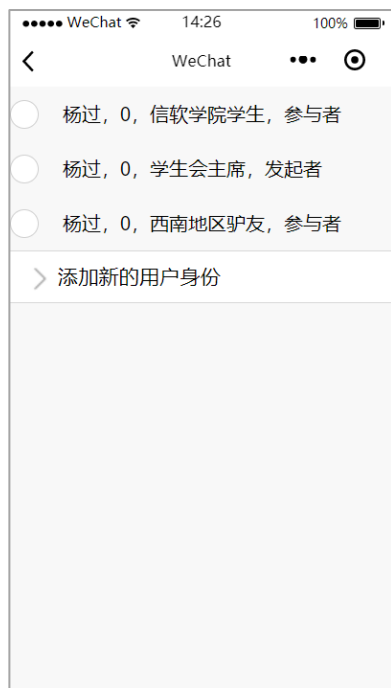 WeChat 14:26 100%
WeChat
杨过，0，信软学院学生，参与者
杨过，0，学生会主席，发起者
杨过，0，西南地区驴友，参与者
添加新的用户身份